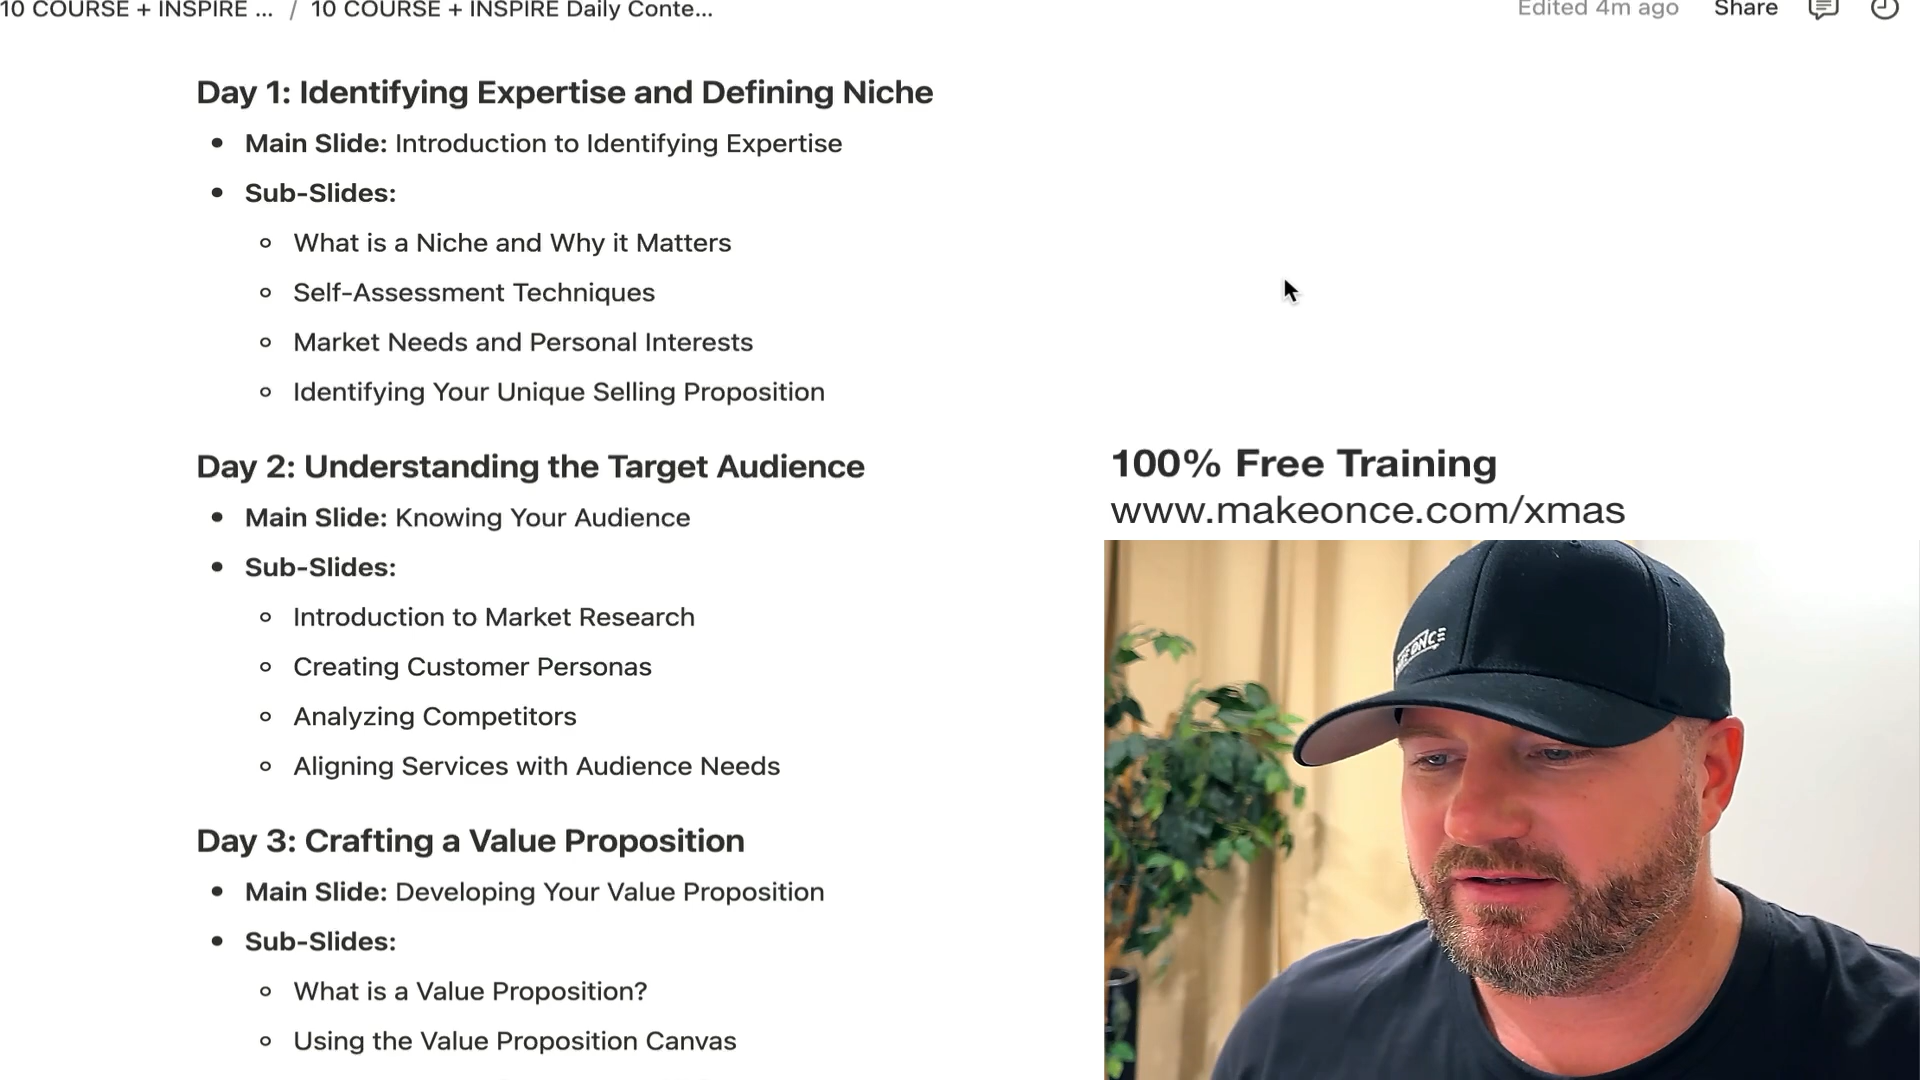 10 COURSE + INSPIRE ... / 10 COURSE + INSPIRE Daily Conte...
Edited 4m ago Share
Day 1: Identifying Expertise and Defining Niche
Main Slide: Introduction to Identifying Expertise
Sub-Slides:
What is a Niche and Why it Matters
Self-Assessment Techniques
Market Needs and Personal Interests
Identifying Your Unique Selling Proposition
Day 2: Understanding the Target Audience
Main Slide: Knowing Your Audience
Sub-Slides:
Introduction to Market Research
Creating Customer Personas
Analyzing Competitors
Aligning Services with Audience Needs
Day 3: Crafting a Value Proposition
Main Slide: Developing Your Value Proposition
Sub-Slides:
What is a Value Proposition?
Using the Value Proposition Canvas
100% Free Training
www.makeonce.com/xmas